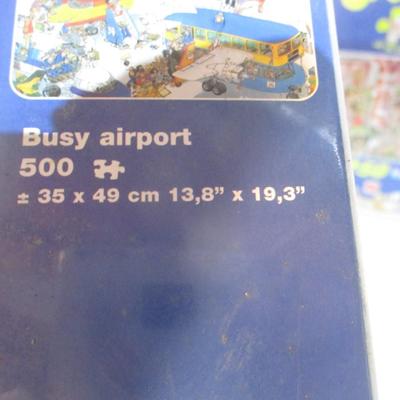 Busy airport
500
± 35 x 49 cm 13,8” x 19,3”